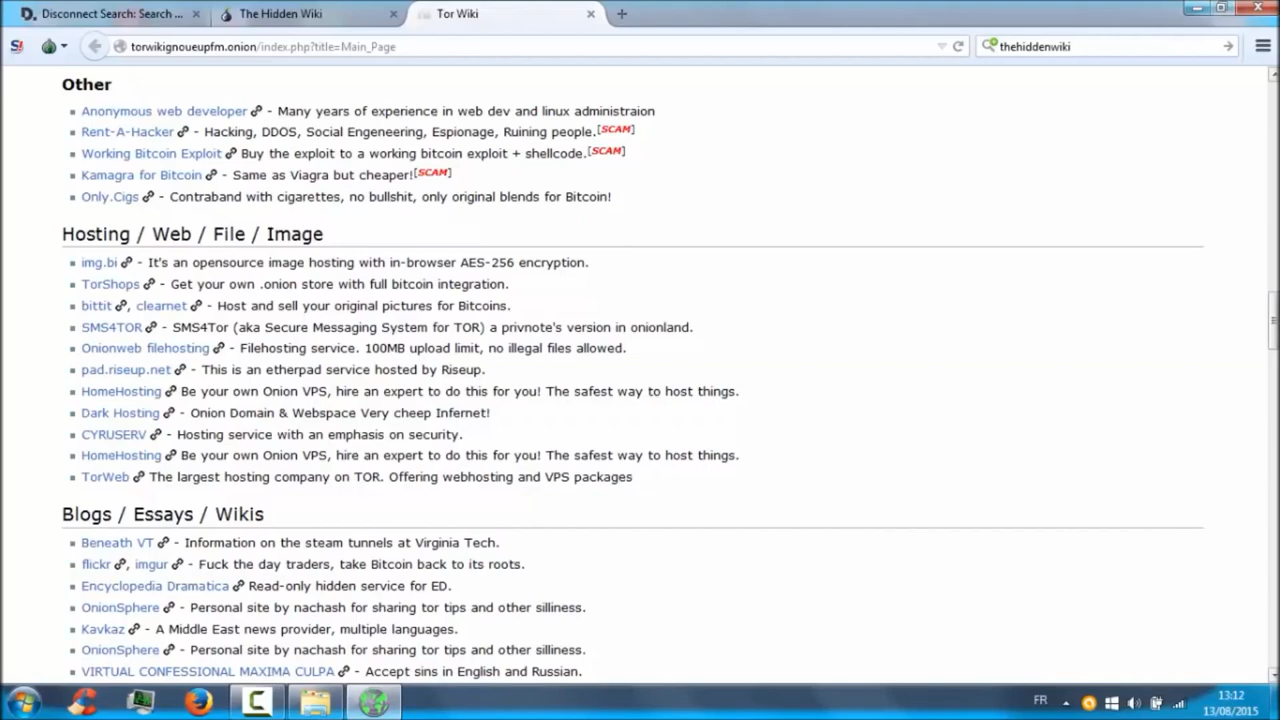 Disconnect Search: Search ...
The Hidden Wiki
Tor Wiki
torwikignoueupfm.onion/index.php?title=Main_Page
thehiddenwiki
Other
Anonymous web developer - Many years of experience in web dev and linux administraion
Rent-A-Hacker - Hacking, DDOS, Social Engeneering, Espionage, Ruining people.[SCAM]
Working Bitcoin Exploit Buy the exploit to a working bitcoin exploit + shellcode.[SCAM]
Kamagra for Bitcoin - Same as Viagra but cheaper![SCAM]
Only.Cigs - Contraband with cigarettes, no bullshit, only original blends for Bitcoin!
Hosting / Web / File / Image
img.bi - It's an opensource image hosting with in-browser AES-256 encryption.
TorShops - Get your own .onion store with full bitcoin integration.
bittit, clearnet - Host and sell your original pictures for Bitcoins.
SMS4TOR - SMS4Tor (aka Secure Messaging System for TOR) a privnote's version in onionland.
Onionweb filehosting - Filehosting service. 100MB upload limit, no illegal files allowed.
pad.riseup.net - This is an etherpad service hosted by Riseup.
HomeHosting Be your own Onion VPS, hire an expert to do this for you! The safest way to host things.
Dark Hosting - Onion Domain & Webspace Very cheep Infernet!
CYRUSERV - Hosting service with an emphasis on security.
HomeHosting Be your own Onion VPS, hire an expert to do this for you! The safest way to host things.
TorWeb The largest hosting company on TOR. Offering webhosting and VPS packages
Blogs / Essays / Wikis
Beneath VT - Information on the steam tunnels at Virginia Tech.
flickr, imgur - Fuck the day traders, take Bitcoin back to its roots.
Encyclopedia Dramatica Read-only hidden service for ED.
OnionSphere - Personal site by nachash for sharing tor tips and other silliness.
Kavkaz - A Middle East news provider, multiple languages.
OnionSphere - Personal site by nachash for sharing tor tips and other silliness.
VIRTUAL CONFESSIONAL MAXIMA CULPA - Accept sins in English and Russian.
FR
13:12
13/08/2015